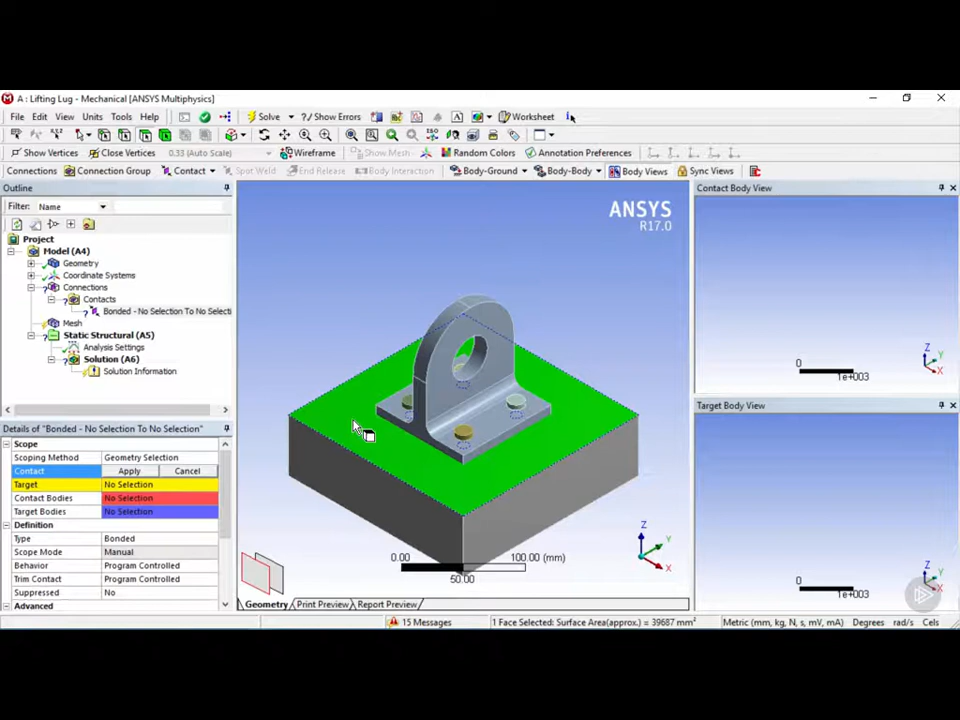 A : Lifting Lug - Mechanical [ANSYS Multiphysics]
File Edit View Units Tools Help Solve ?/ Show Errors Worksheet
Show Vertices Close Vertices 0.33 (Auto Scale) Wireframe Show Mesh Random Colors Annotation Preferences
Connections Connection Group Contact Spot Weld End Release Body Interaction Body-Ground Body-Body Body Views Sync Views
Outline
Filter: Name
Project
Model (A4)
Geometry
Coordinate Systems
Connections
Contacts
Bonded - No Selection To No Selecti
Mesh
Static Structural (A5)
Analysis Settings
Solution (A6)
Solution Information
Details of "Bonded - No Selection To No Selection"
Scope
Scoping Method Geometry Selection
Contact Apply Cancel
Target No Selection
Contact Bodies No Selection
Target Bodies No Selection
Definition
Type Bonded
Scope Mode Manual
Behavior Program Controlled
Trim Contact Program Controlled
Suppressed No
Advanced
ANSYS
R17.0
Z
Y
X
0.00 100.00 (mm)
50.00
Geometry Print Preview Report Preview
Contact Body View
Z
Y
X
0
1e+003
Target Body View
Z
Y
X
0
1e+003
15 Messages 1 Face Selected: Surface Area(approx.) = 39687 mm² Metric (mm, kg, N, s, mV, mA) Degrees rad/s Cels